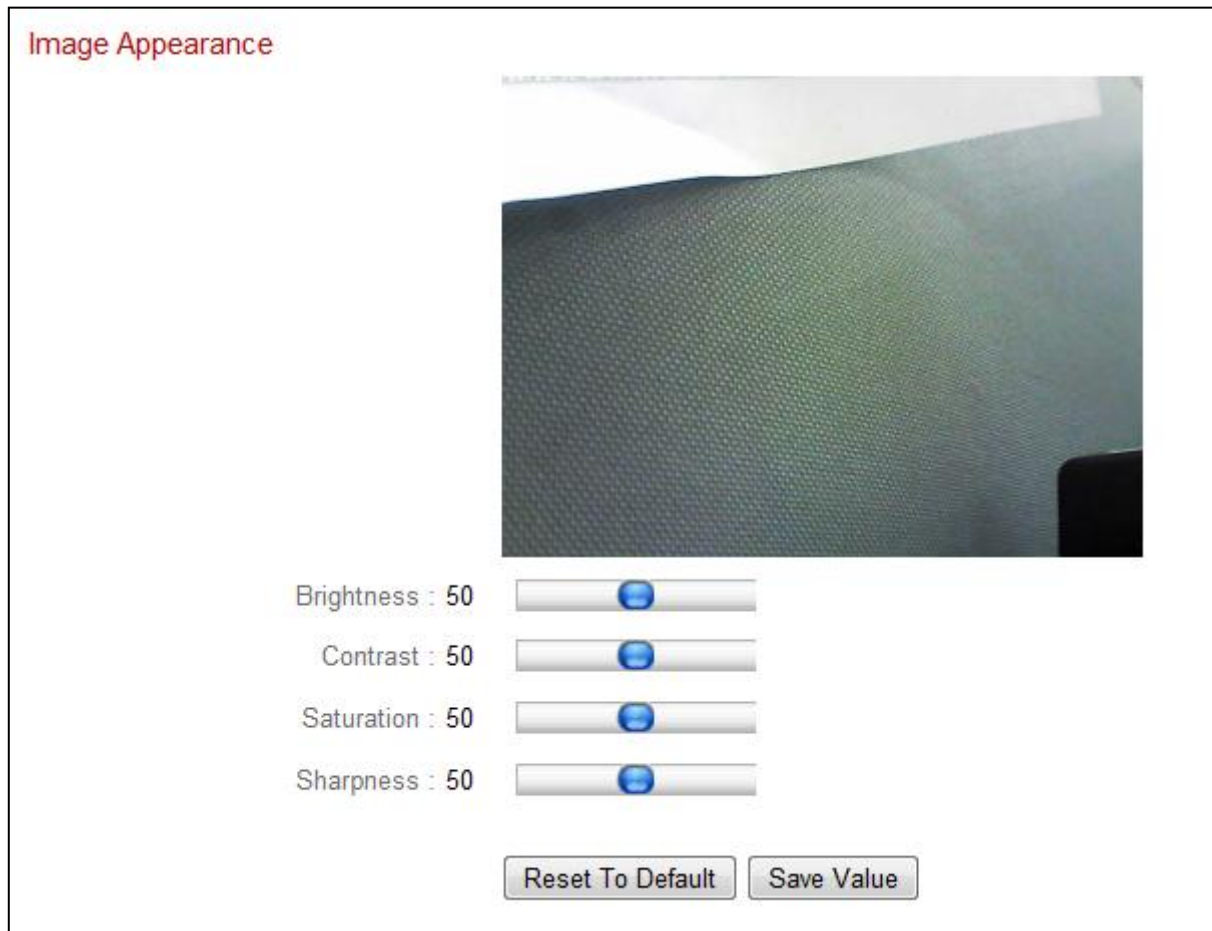 Image Appearance
Brightness : 50
Contrast : 50
Saturation : 50
Sharpness : 50
Reset To Default
Save Value